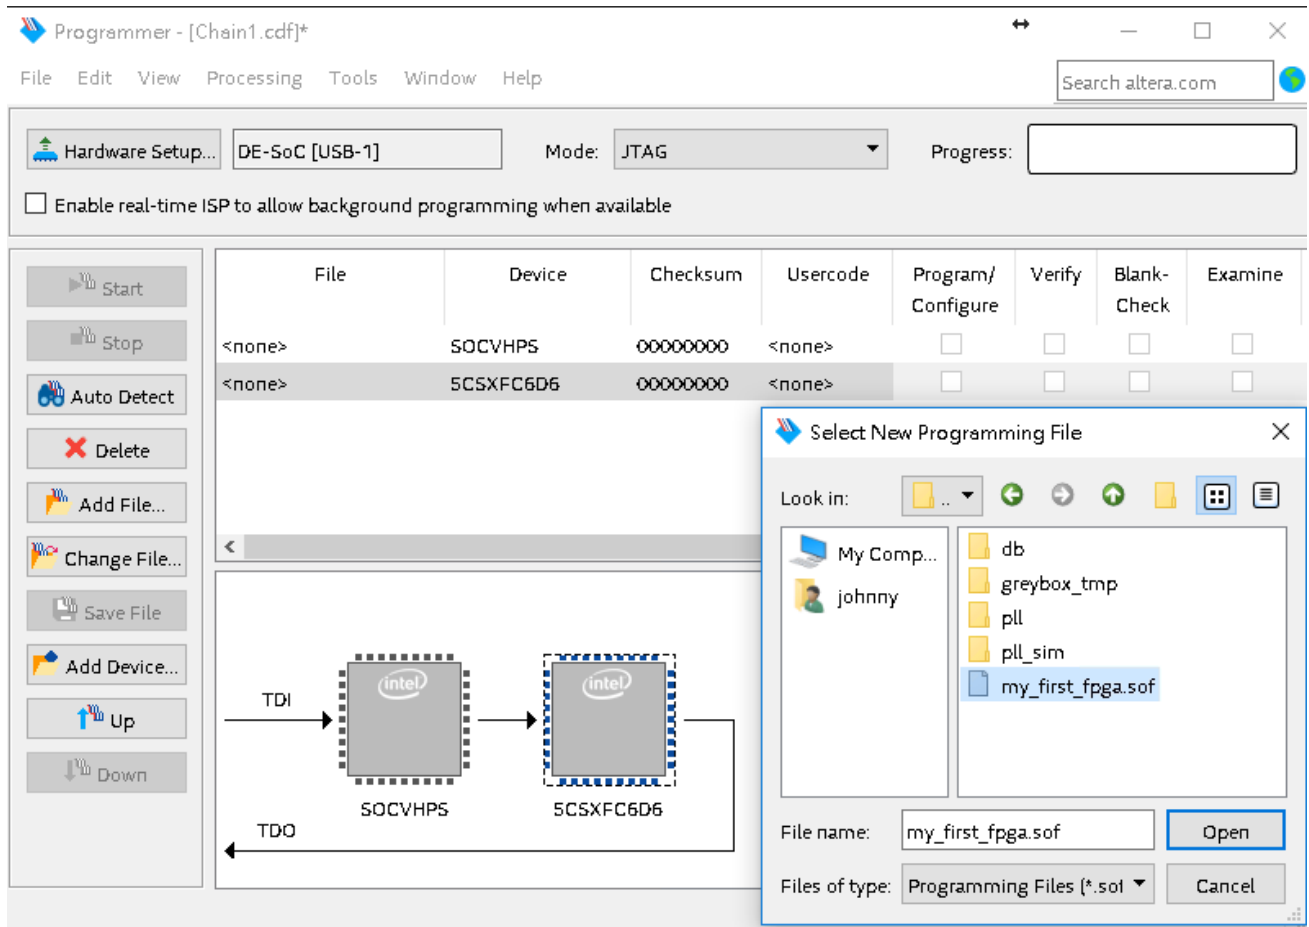 Programmer - [Chain1.cdf]*
File Edit View Processing Tools Window Help
Search altera.com
Hardware Setup... DE-SoC [USB-1] Mode: JTAG Progress:
Enable real-time ISP to allow background programming when available
Start
Stop
Auto Detect
Delete
Add File...
Change File...
Save File
Add Device...
Up
Down
File Device Checksum Usercode Program/ Configure Verify Blank- Check Examine
<none> SOCVHPS 00000000 <none>
<none> 5CSXFC6D6 00000000 <none>
TDI
intel
intel
SOCVHPS
5CSXFC6D6
TDO
Select New Programming File
Look in: ..
My Comp...
johnny
db
greybox_tmp
pll
pll_sim
my_first_fpga.sof
File name: my_first_fpga.sof Open
Files of type: Programming Files (*.sof Cancel